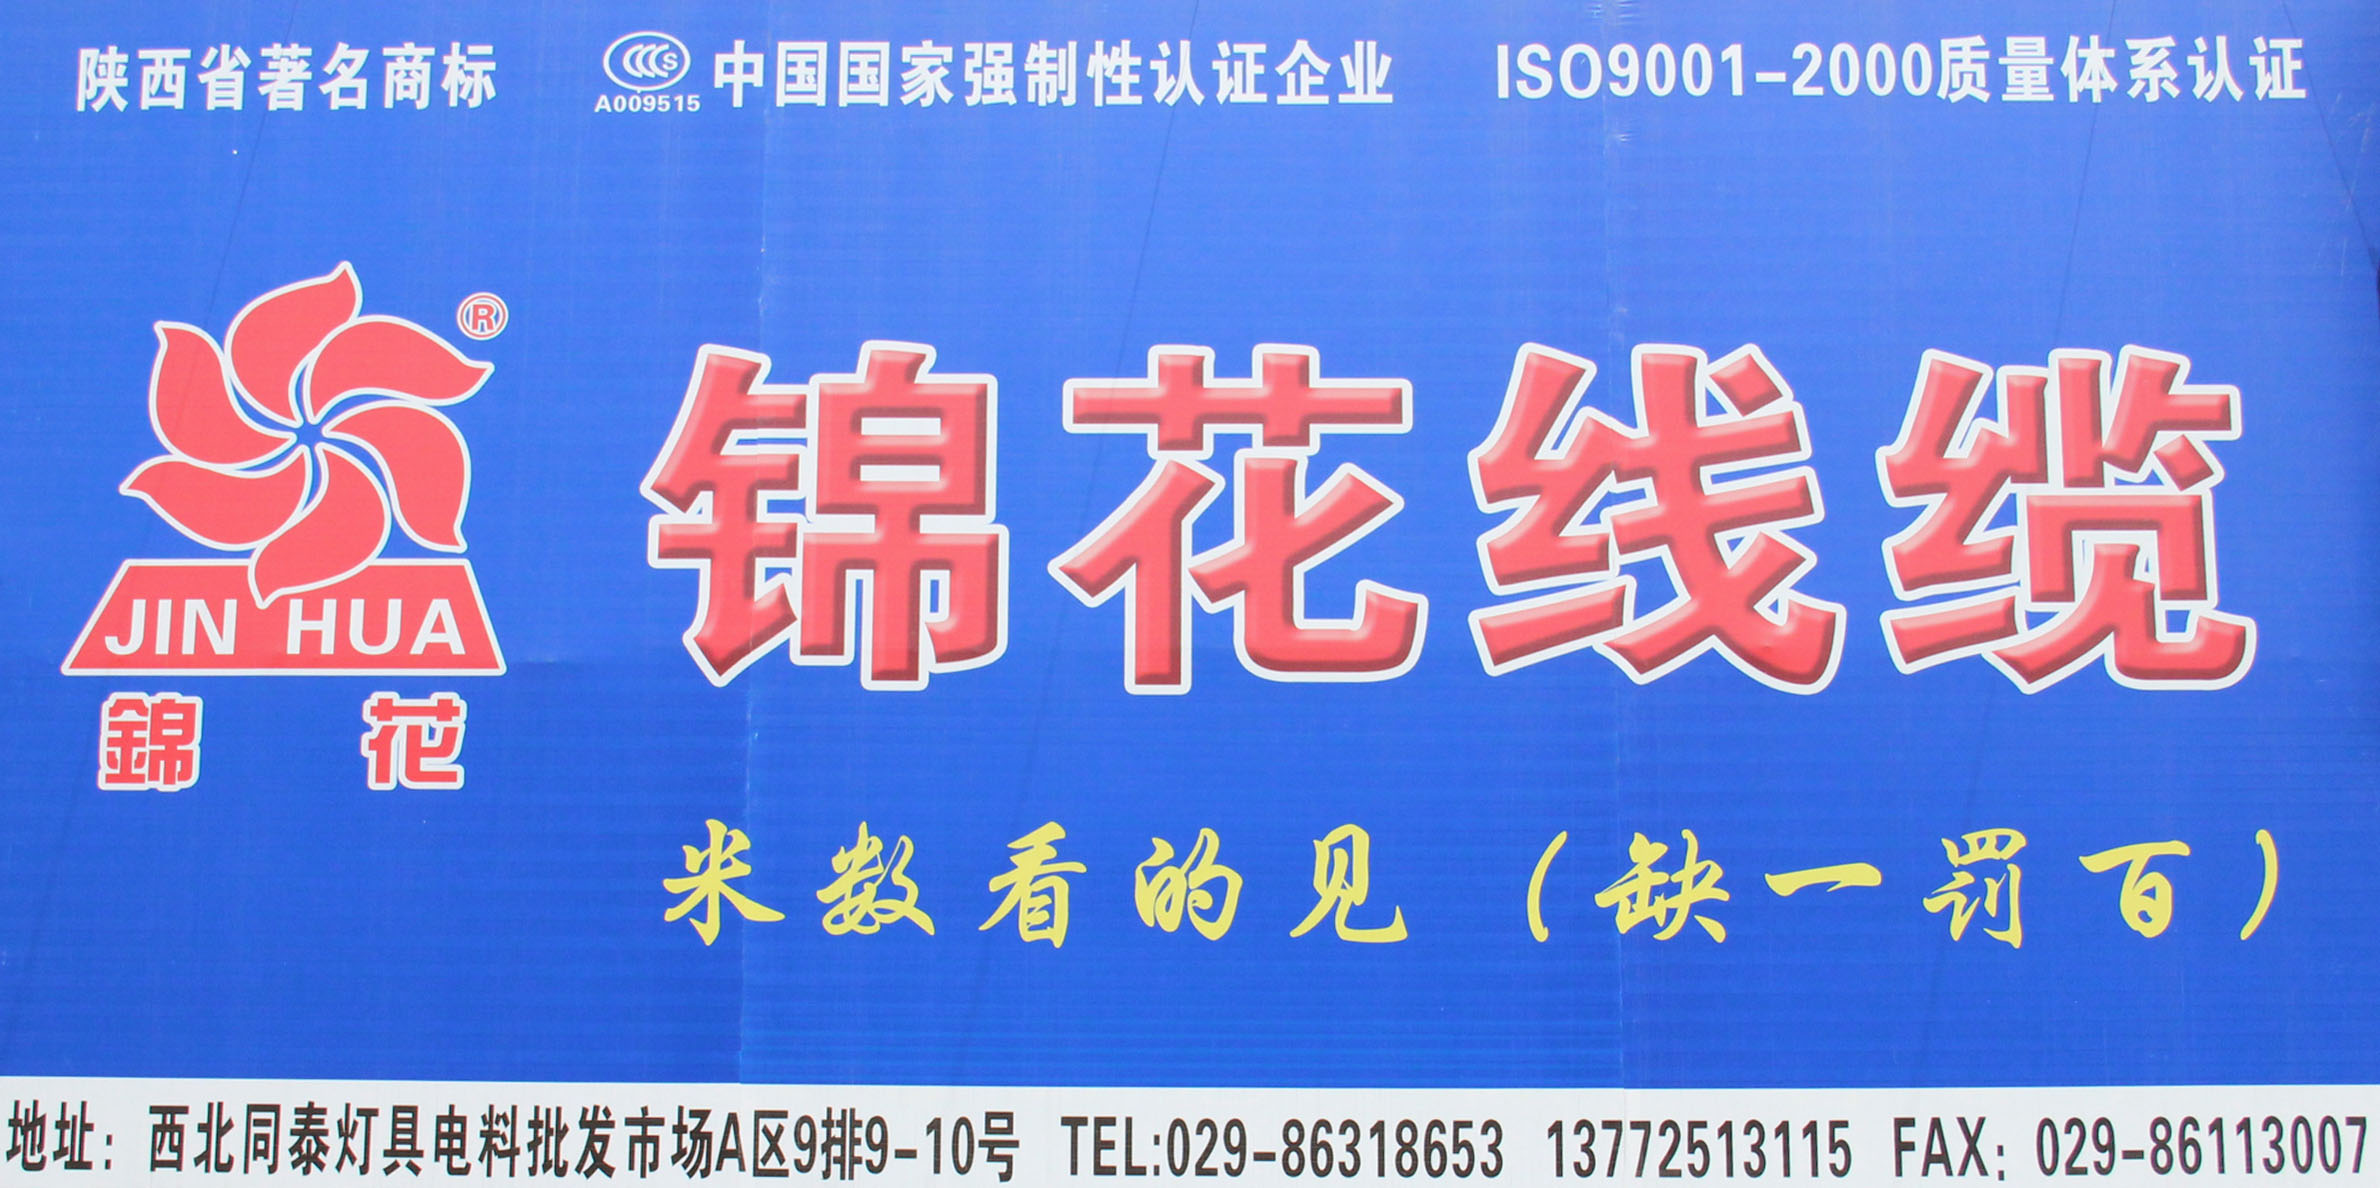 陕西省著名商标 CCCS A009515 中国国家强制性认证企业 ISO9001-2000质量体系认证
®
锦花线缆
JIN HUA
錦花
米数看的见（缺一罚百）
地址：西北同泰灯具电料批发市场A区9排9-10号 TEL:029-86318653 13772513115 FAX：029-86113007